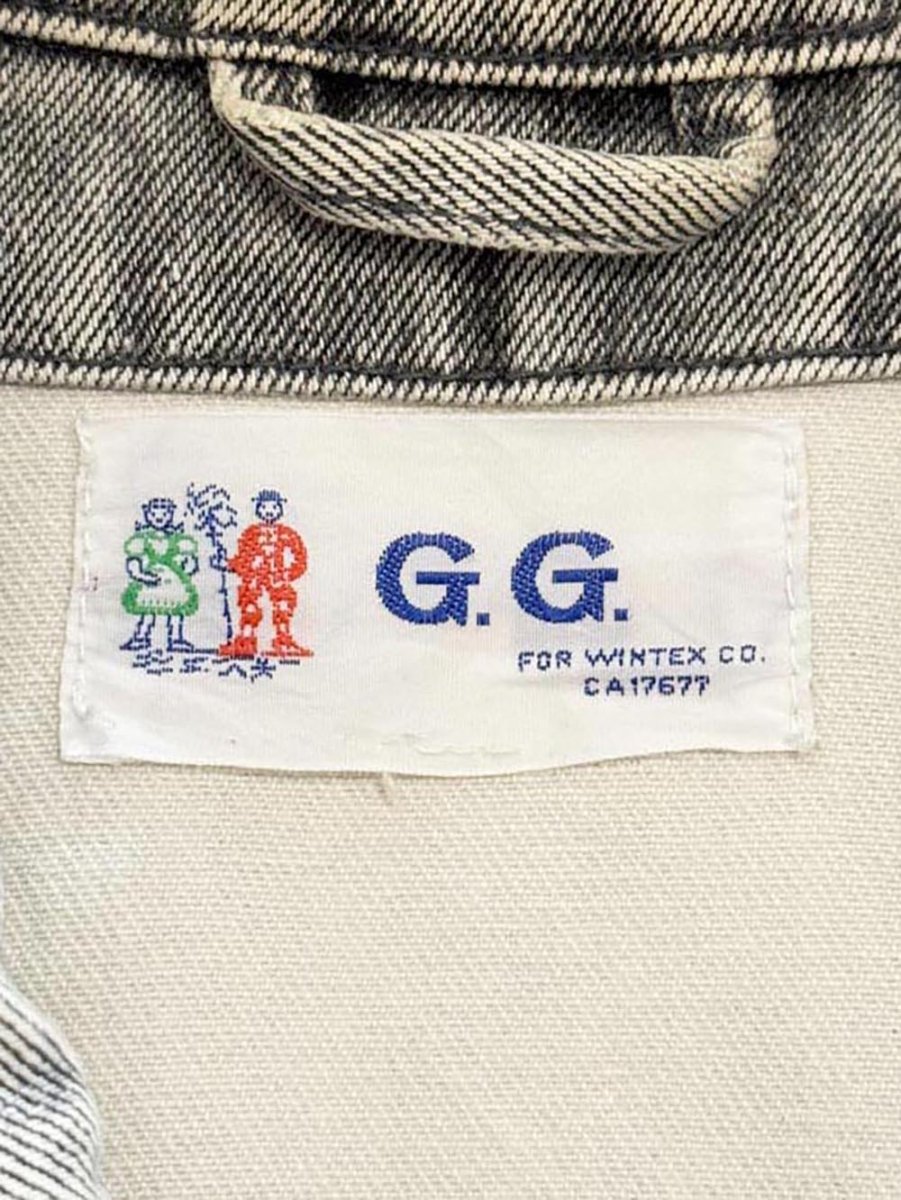 G.G.
FOR WINTEX CO.
CA17677